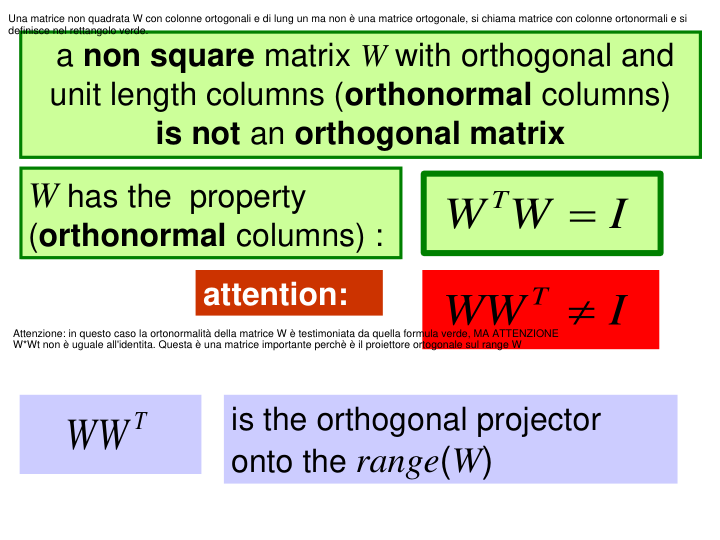 Una matrice non quadrata W con colonne ortogonali e di lung un ma non è una matrice ortogonale, si chiama matrice con colonne ortonormali e si
definisce nel rettangolo verde.
a non square matrix W with orthogonal and
unit length columns (orthonormal columns)
is not an orthogonal matrix
W has the property
(orthonormal columns) :
W^T W = I
attention:
WW^T ≠ I
Attenzione: in questo caso la ortonormalità della matrice W è testimoniata da quella formula verde, MA ATTENZIONE
W*Wt non è uguale all'identita. Questa è una matrice importante perchè è il proiettore ortogonale sul range W
WW^T
is the orthogonal projector
onto the range(W)